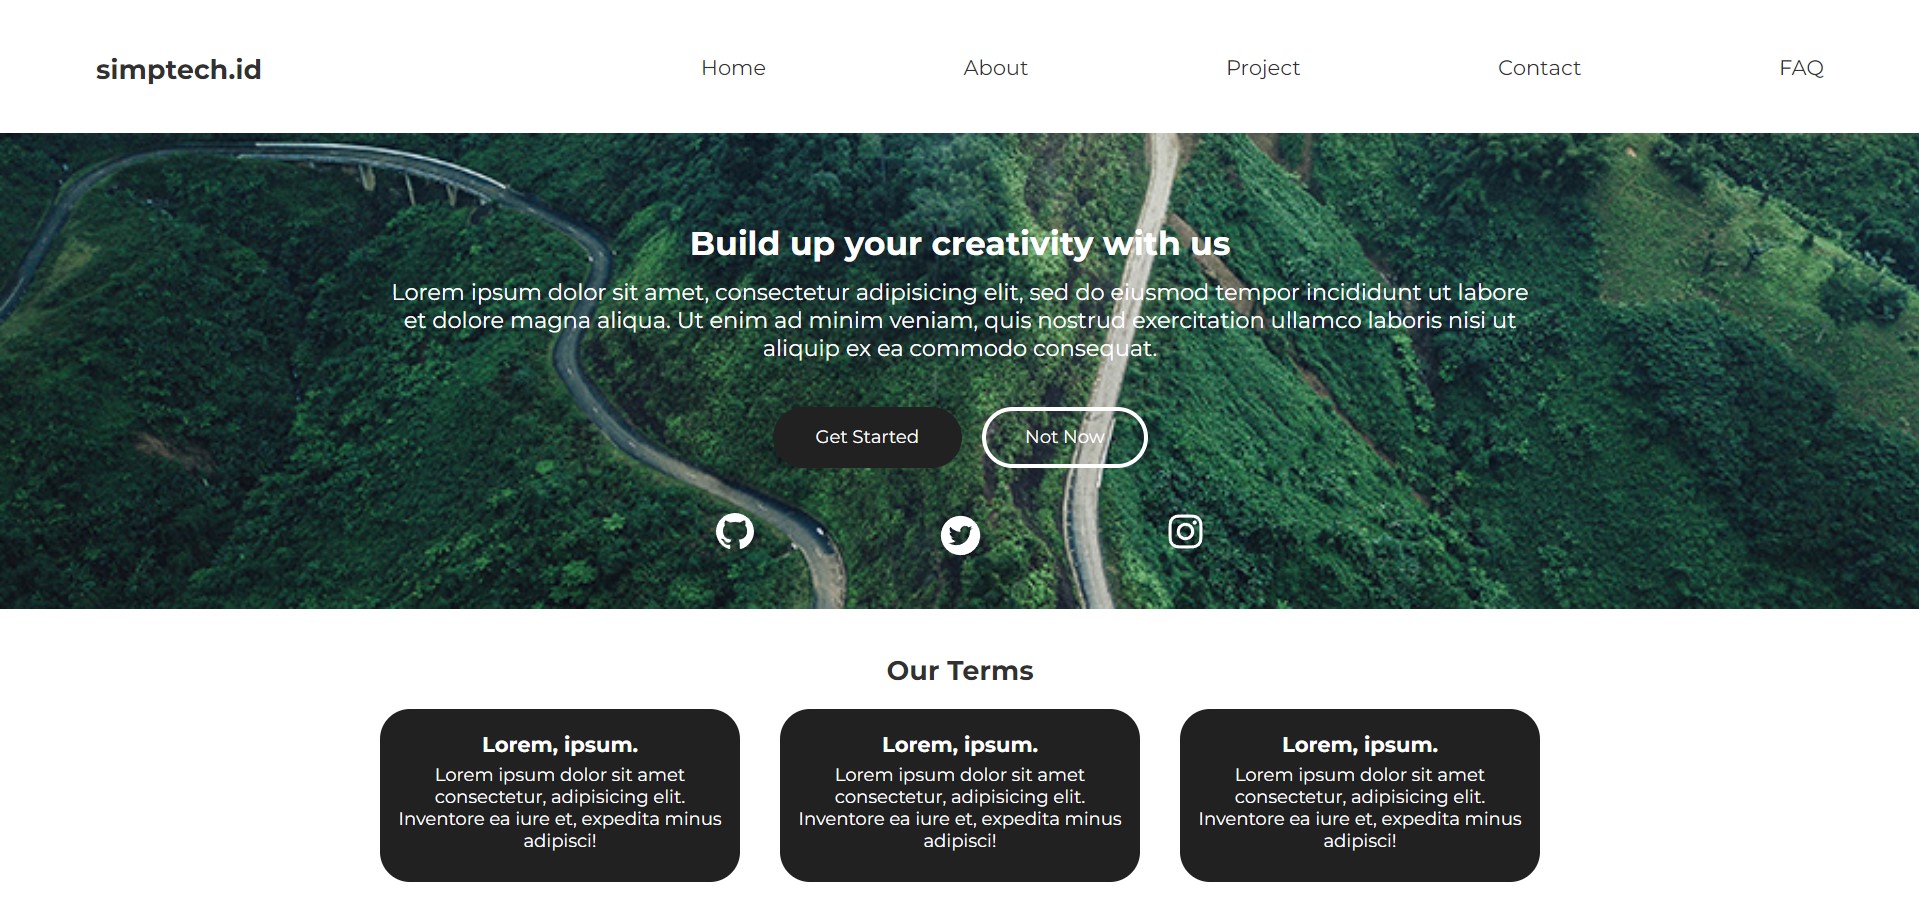 simptech.id
Home
About
Project
Contact
FAQ
Build up your creativity with us
Lorem ipsum dolor sit amet, consectetur adipisicing elit, sed do eiusmod tempor incididunt ut labore
et dolore magna aliqua. Ut enim ad minim veniam, quis nostrud exercitation ullamco laboris nisi ut
aliquip ex ea commodo consequat.
Get Started
Not Now
Our Terms
Lorem, ipsum.
Lorem ipsum dolor sit amet
consectetur, adipisicing elit.
Inventore ea iure et, expedita minus
adipisci!
Lorem, ipsum.
Lorem ipsum dolor sit amet
consectetur, adipisicing elit.
Inventore ea iure et, expedita minus
adipisci!
Lorem, ipsum.
Lorem ipsum dolor sit amet
consectetur, adipisicing elit.
Inventore ea iure et, expedita minus
adipisci!